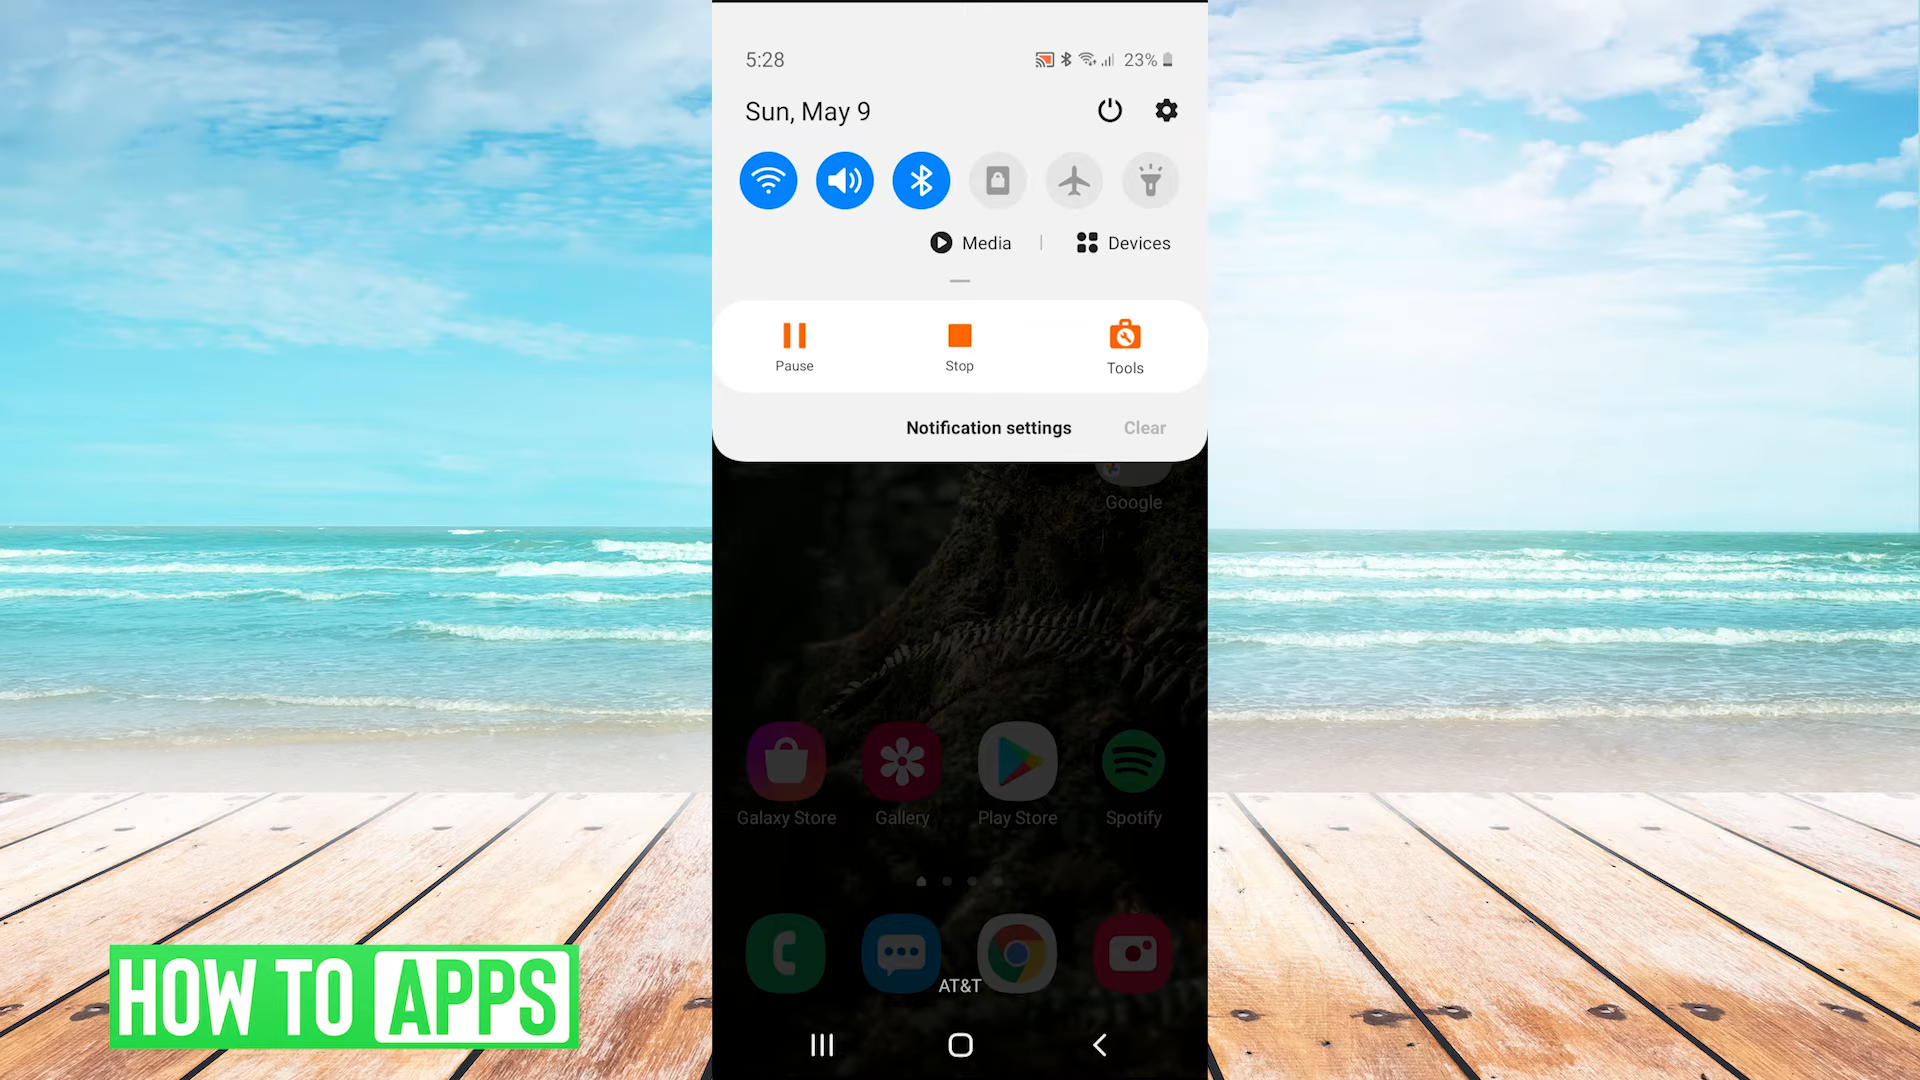 5:28
23%
Sun, May 9
Media
Devices
Pause
Stop
Tools
Notification settings
Clear
Google
Galaxy Store
Gallery
Play Store
Spotify
AT&T
HOW TO APPS